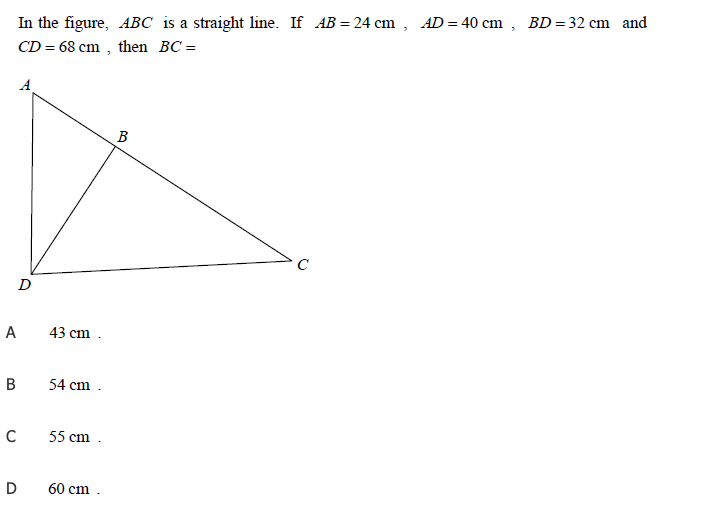 In the figure, ABC is a straight line. If AB = 24 cm , AD = 40 cm , BD = 32 cm and
CD = 68 cm , then BC =
A
B
C
D
A 43 cm .
B 54 cm .
C 55 cm .
D 60 cm .